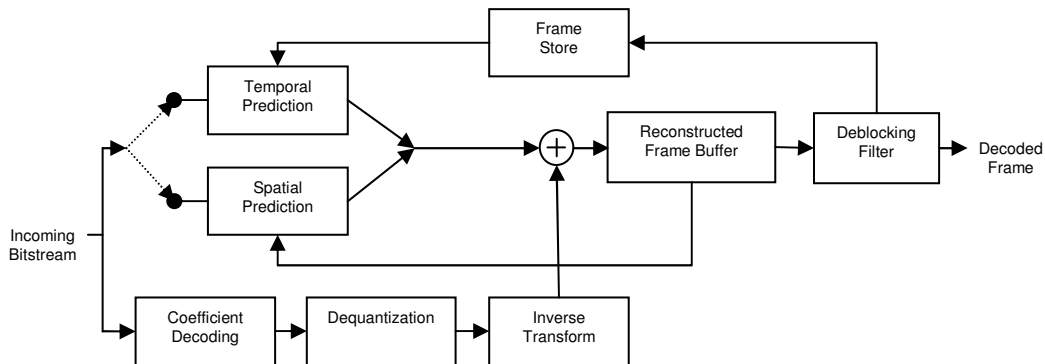 Frame
Store
Temporal
Prediction
Reconstructed
Frame Buffer
Deblocking
Filter
Decoded
Frame
Spatial
Prediction
Incoming
Bitstream
Coefficient
Decoding
Dequantization
Inverse
Transform